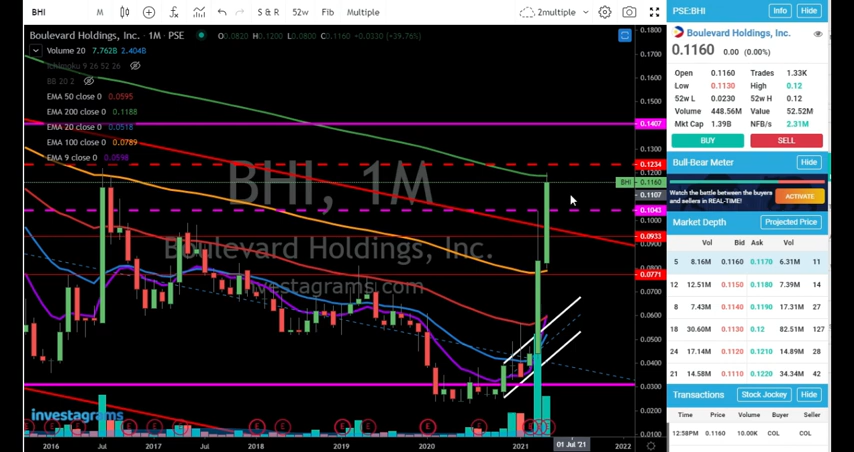 BHI M S & R 52w Fib Multiple 2multiple
Boulevard Holdings, Inc. · 1M · PSE O0.0820 H0.1200 L0.0800 C0.1160 +0.0330 (+39.76%)
Volume 20 7.762B 2.404B
Ichimoku 9 26 52 26
BB 20 2
EMA 50 close 0 0.0595
EMA 200 close 0 0.1188
EMA 20 close 0 0.0518
EMA 100 close 0 0.0789
EMA 9 close 0 0.0598
BHI, 1M
Boulevard Holdings, Inc.
investagrams
0.1800
0.1700
0.1600
0.1500
0.1407
0.1300
0.1234
0.1200
BHI 0.1160
0.1107
0.1043
0.1000
0.0933
0.0900
0.0800
0.0771
0.0700
0.0600
0.0500
0.0400
0.0300
0.0200
0.0100
2016 Jul 2017 Jul 2018 Jul 2019 Jul 2020 Jul 2021 01 Jul '21 2022
PSE:BHI Info Hide
Boulevard Holdings, Inc.
0.1160 0.00 (0.00%)
Open 0.1160 Trades 1.33K
Low 0.1130 High 0.12
52w L 0.0230 52w H 0.12
Volume 448.56M Value 52.52M
Mkt Cap 1.39B NFB/s 2.31M
BUY SELL
Bull-Bear Meter Hide
Watch the battle between the buyers
and sellers in REAL-TIME! ACTIVATE
Market Depth Projected Price
Vol Bid Ask Vol
5 8.16M 0.1160 0.1170 6.31M 11
12 12.51M 0.1150 0.1180 7.39M 14
8 7.43M 0.1140 0.1190 17.31M 27
18 30.60M 0.1130 0.12 82.51M 127
24 17.14M 0.1120 0.1210 14.89M 28
21 14.58M 0.1110 0.1220 34.34M 42
Transactions Stock Jockey Hide
Time Price Volume Buyer Seller
12:58PM 0.1160 10.00K COL COL